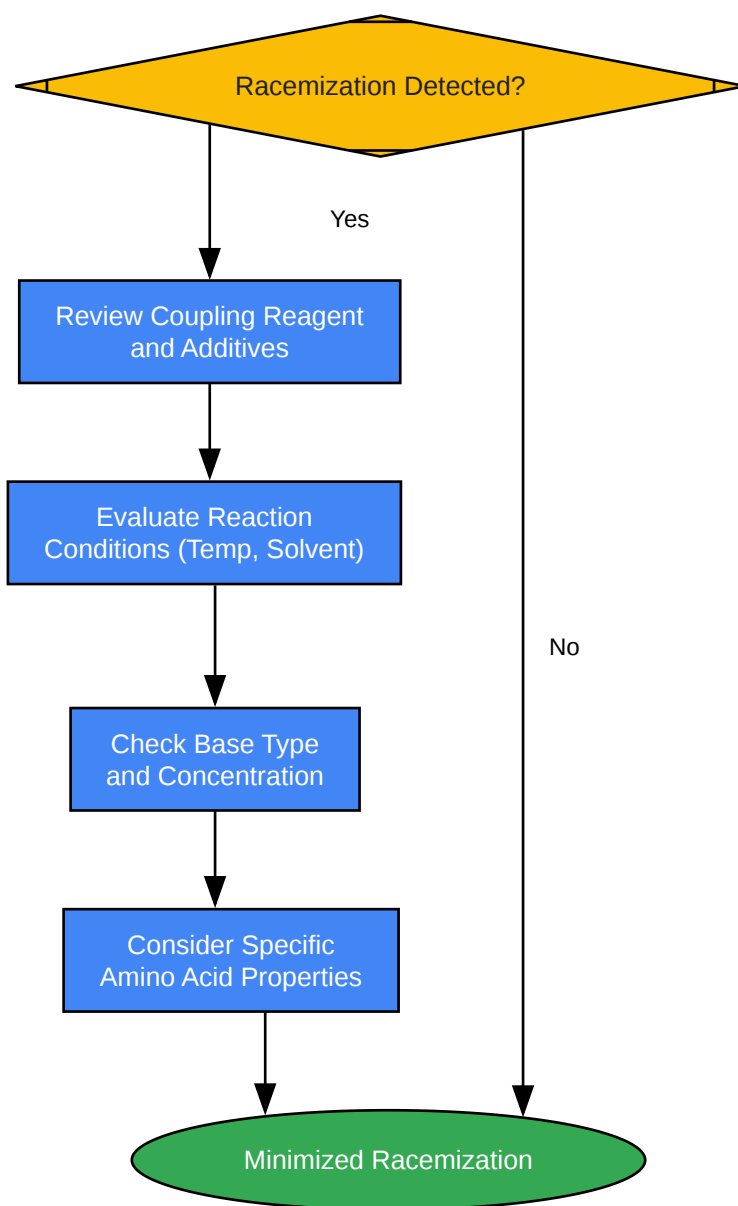 Racemization Detected?
Yes
Review Coupling Reagent
and Additives
Evaluate Reaction
Conditions (Temp, Solvent)
No
Check Base Type
and Concentration
Consider Specific
Amino Acid Properties
Minimized Racemization